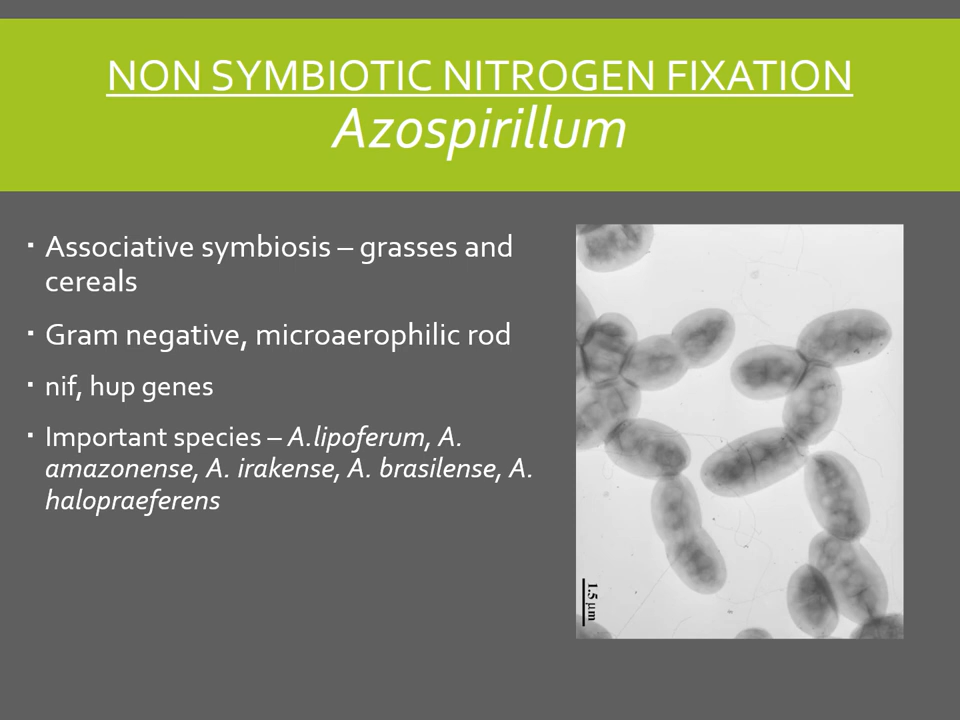 NON SYMBIOTIC NITROGEN FIXATION
Azospirillum
▪ Associative symbiosis – grasses and
cereals
▪ Gram negative, microaerophilic rod
▪ nif, hup genes
▪ Important species – A.lipoferum, A.
amazonense, A. irakense, A. brasilense, A.
halopraeferens
1.5 μm